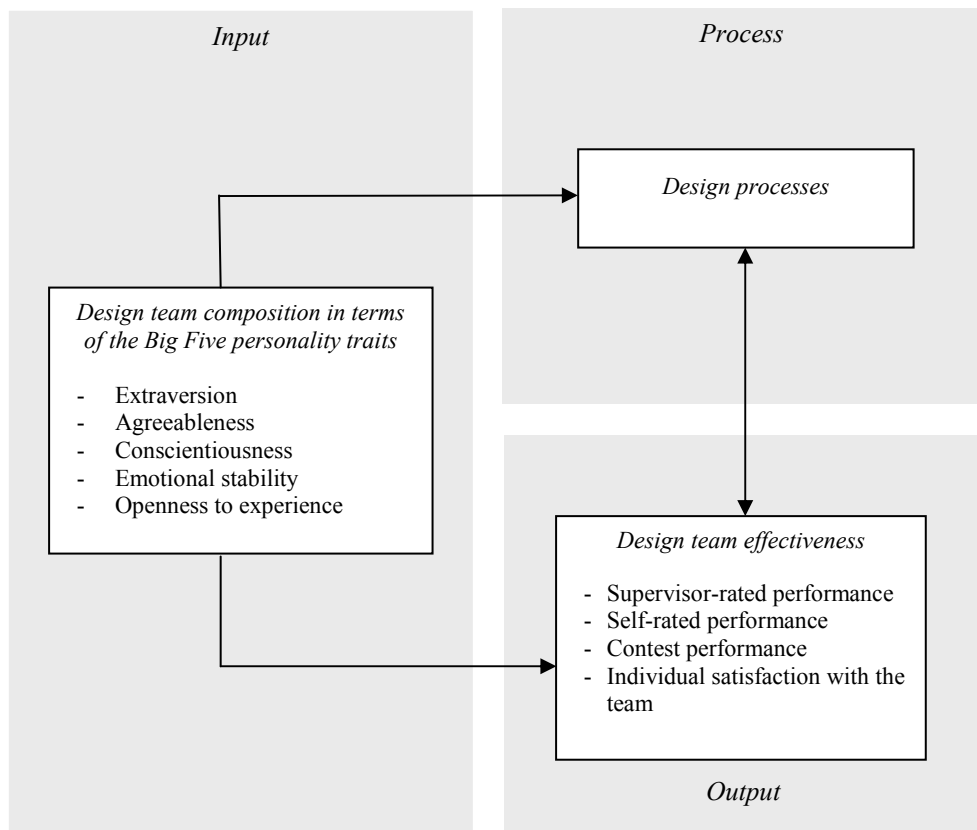 Input
Design team composition in terms
of the Big Five personality traits
- Extraversion
- Agreeableness
- Conscientiousness
- Emotional stability
- Openness to experience
Process
Design processes
Design team effectiveness
- Supervisor-rated performance
- Self-rated performance
- Contest performance
- Individual satisfaction with the
team
Output